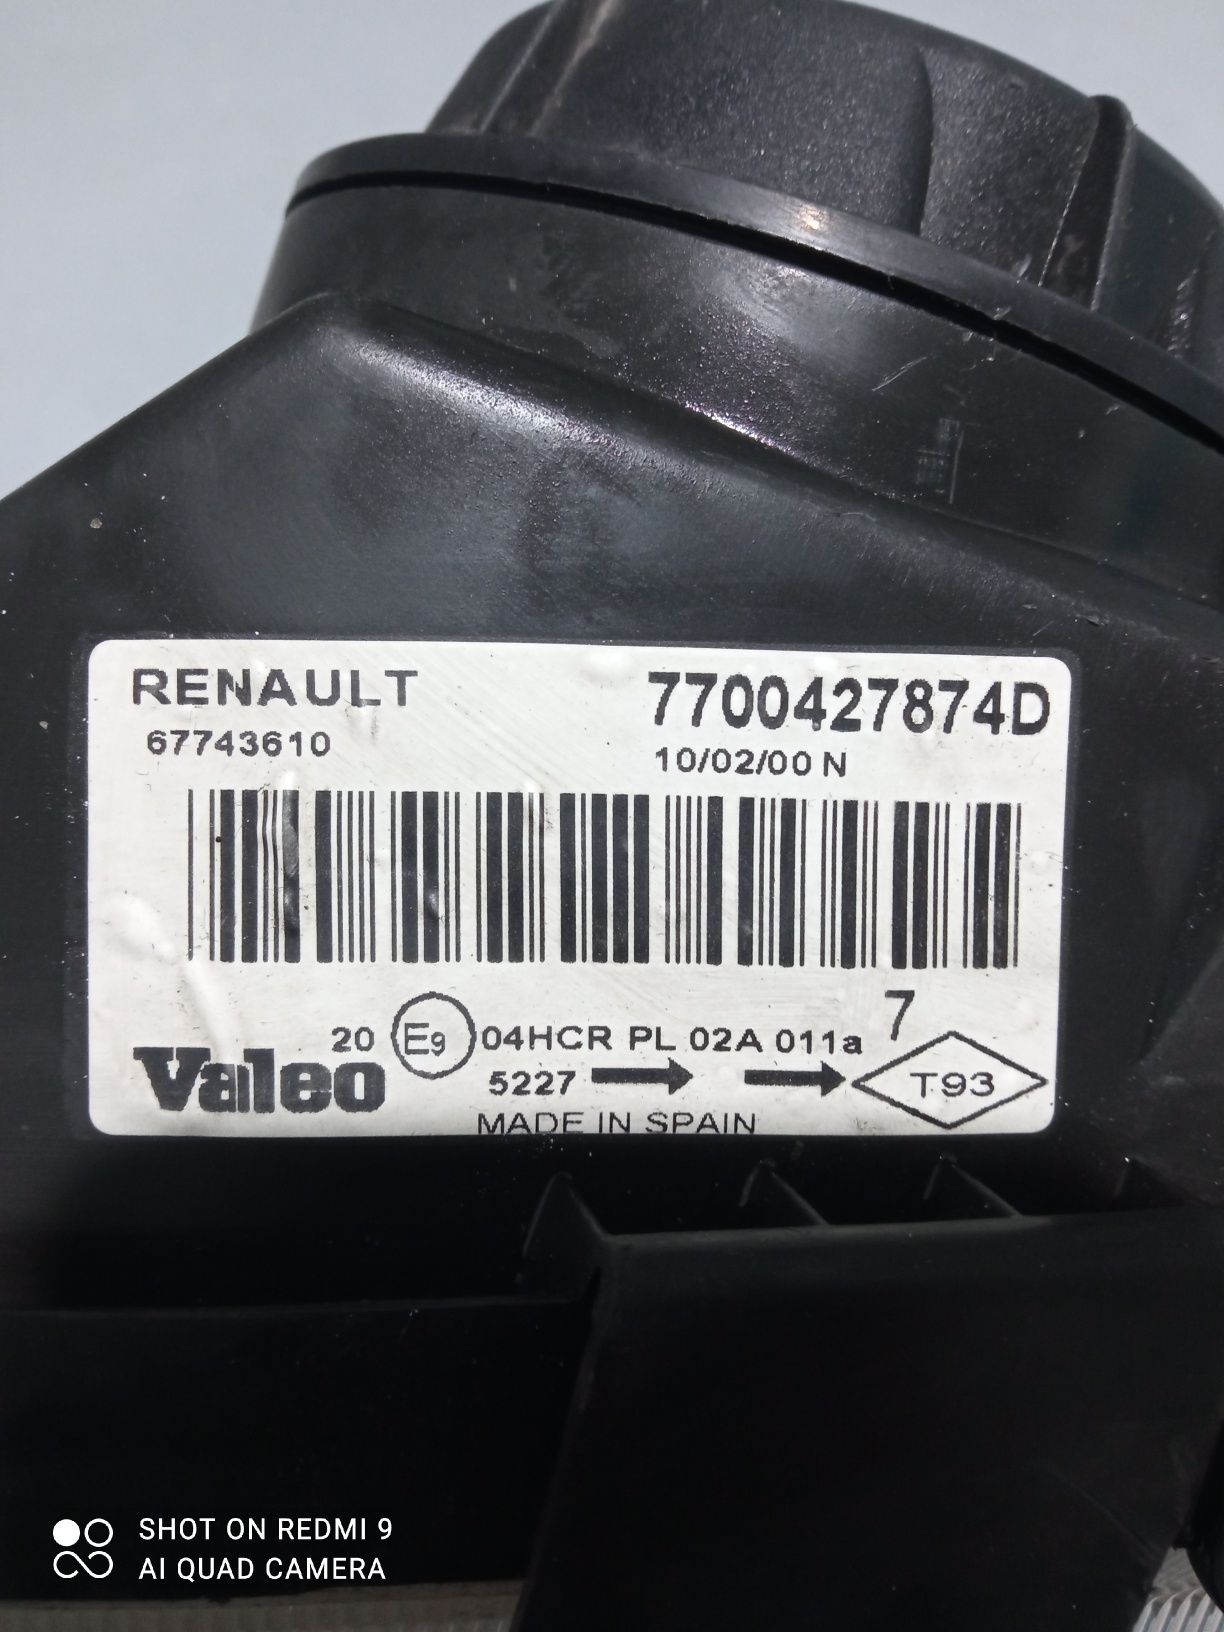 RENAULT 7700427874D
67743610 10/02/00 N
7
20 E9 04HCR PL 02A 011a
Valeo 5227 T93
MADE IN SPAIN
SHOT ON REDMI 9
AI QUAD CAMERA